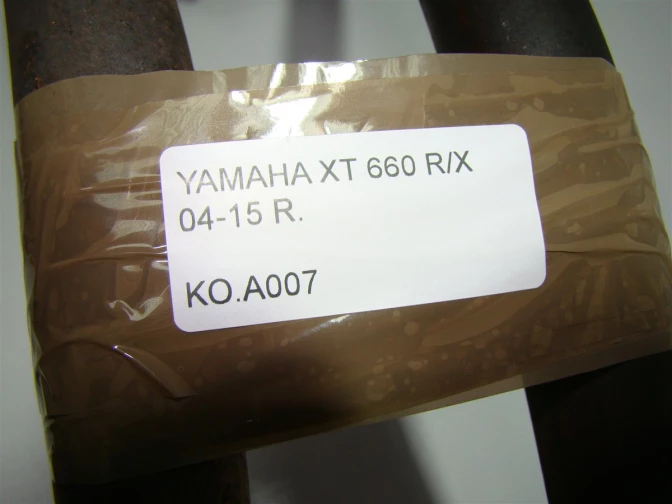 YAMAHA XT 660 R/X
04-15 R.
KO.A007